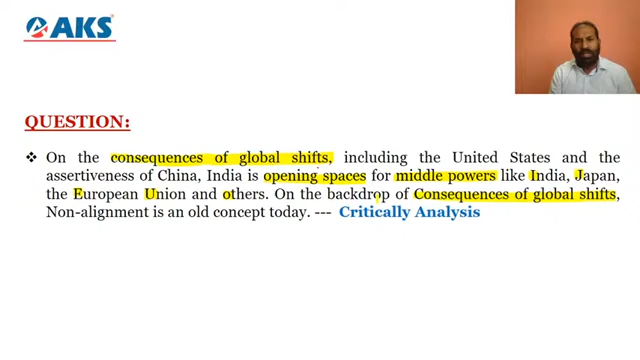 AKS
QUESTION:
❖ On the consequences of global shifts, including the United States and the
assertiveness of China, India is opening spaces for middle powers like India, Japan,
the European Union and others. On the backdrop of Consequences of global shifts,
Non-alignment is an old concept today. --- Critically Analysis